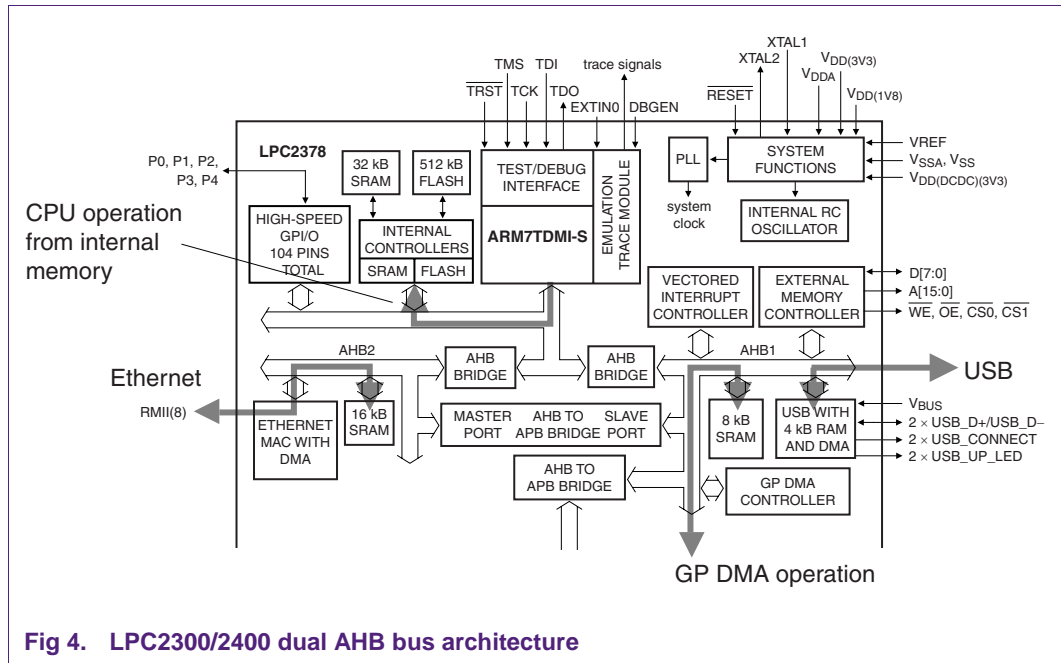 XTAL1
TMS TDI trace signals XTAL2 VDD(3V3)
VDDA
TRST TCK TDO RESET VDD(1V8)
EXTIN0 DBGEN
LPC2378
P0, P1, P2,
P3, P4
32 kB
SRAM
512 kB
FLASH
TEST/DEBUG
INTERFACE
EMULATION
TRACE MODULE
PLL
SYSTEM
FUNCTIONS
VREF
VSSA, VSS
VDD(DCDC)(3V3)
system
clock
INTERNAL RC
OSCILLATOR
CPU operation
from internal
memory
HIGH-SPEED
GPI/O
104 PINS
TOTAL
INTERNAL
CONTROLLERS
SRAM FLASH
ARM7TDMI-S
VECTORED
INTERRUPT
CONTROLLER
EXTERNAL
MEMORY
CONTROLLER
D[7:0]
A[15:0]
WE, OE, CS0, CS1
AHB2
AHB
BRIDGE
AHB
BRIDGE
AHB1
Ethernet
RMII(8)
USB
ETHERNET
MAC WITH
DMA
16 kB
SRAM
MASTER AHB TO SLAVE
PORT APB BRIDGE PORT
8 kB
SRAM
USB WITH
4 kB RAM
AND DMA
VBUS
2 × USB_D+/USB_D−
2 × USB_CONNECT
2 × USB_UP_LED
AHB TO
APB BRIDGE
GP DMA
CONTROLLER
GP DMA operation
Fig 4. LPC2300/2400 dual AHB bus architecture